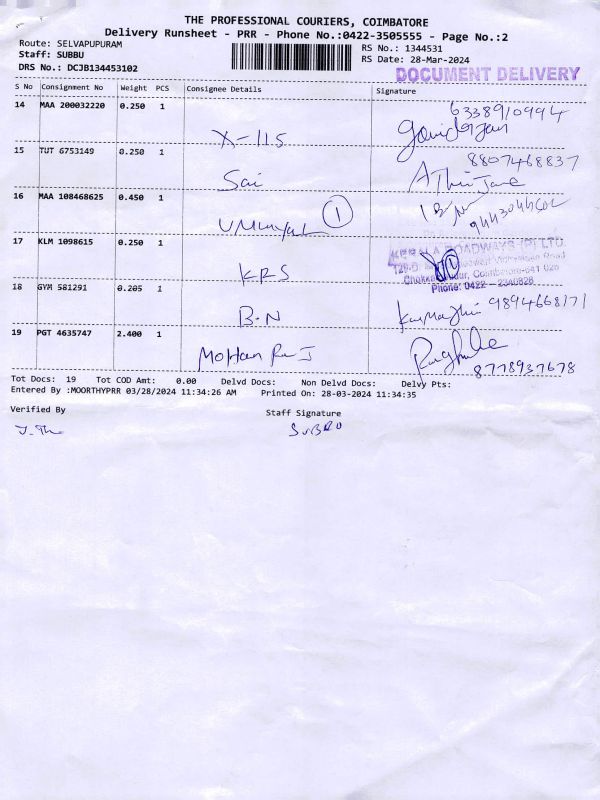 THE PROFESSIONAL COURIERS, COIMBATORE
Delivery Runsheet - PRR - Phone No.:0422-3505555 - Page No.:2
Route: SELVAPUPURAM
Staff: SUBBU
DRS No.: DCJB134453102
RS No.: 1344531
RS Date: 28-Mar-2024
DOCUMENT DELIVERY
S No Consignment No Weight PCS Consignee Details Signature
14 MAA 200032220 0.250 1 X-115 6338910994
15 TUT 6753149 0.250 1 Sai 8807468837
16 MAA 108468625 0.450 1 1
17 KLM 1098615 0.250 1 KRS
KERALA ROADWAYS (P) LTD.
Phone: 0422 - 2346826
18 GYM 581291 0.205 1 B.N 9894668171
19 PGT 4635747 2.400 1 Mohan Raj 8778937678
Tot Docs: 19 Tot COD Amt: 0.00 Delvd Docs: Non Delvd Docs: Delvy Pts:
Entered By :MOORTHYPRR 03/28/2024 11:34:26 AM Printed On: 28-03-2024 11:34:35
Verified By Staff Signature
SUBBU